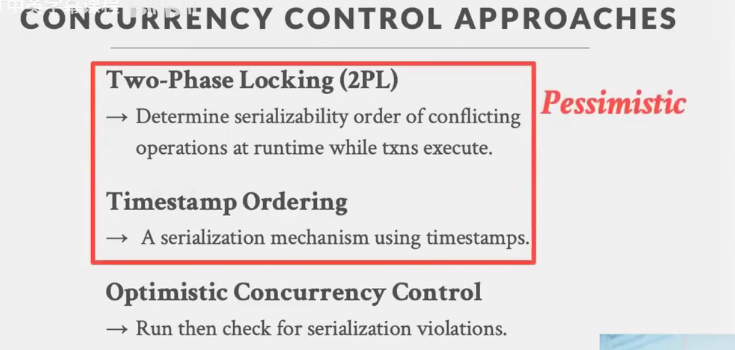 CONCURRENCY CONTROL APPROACHES
Two-Phase Locking (2PL)
→ Determine serializability order of conflicting
operations at runtime while txns execute.
Pessimistic
Timestamp Ordering
→ A serialization mechanism using timestamps.
Optimistic Concurrency Control
→ Run then check for serialization violations.